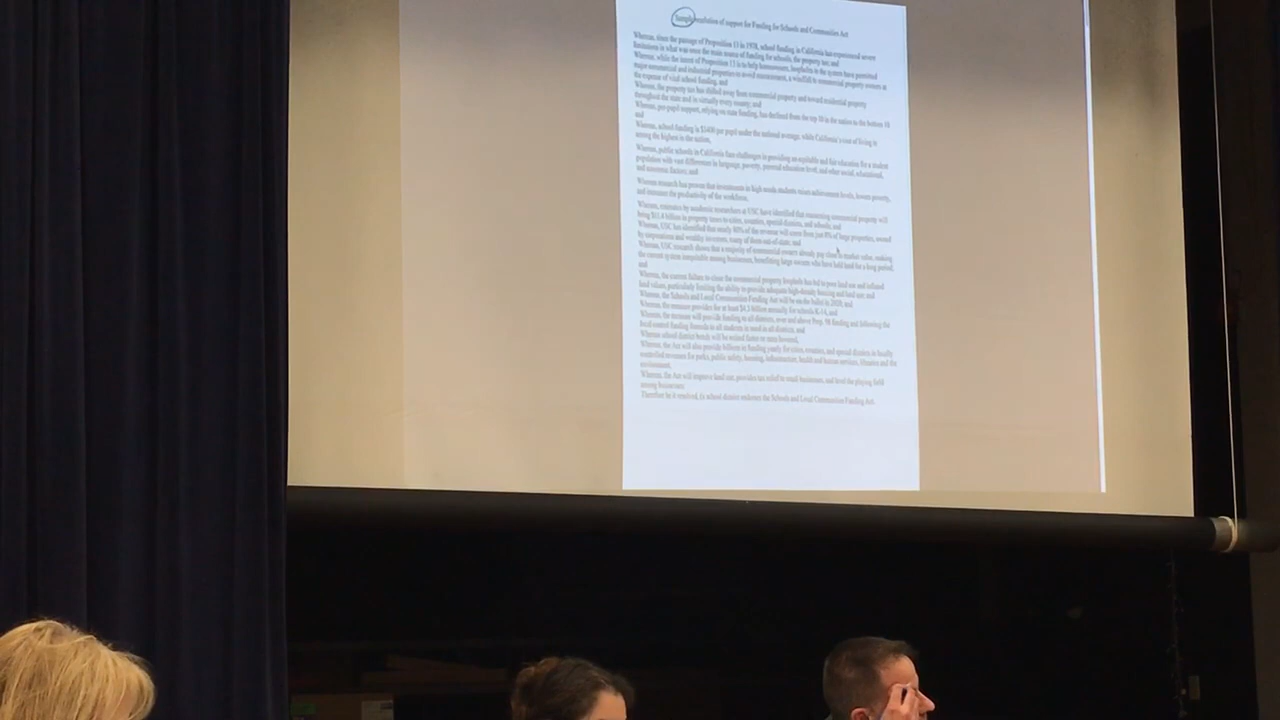 Sample resolution of support for Funding for Schools and Communities Act
Whereas, since the passage of Proposition 13 in 1978, school funding in California has experienced severe
limitations in what was once the main source of funding for schools, the property tax; and
Whereas, while the intent of Proposition 13 is to help homeowners, loopholes in the system have permitted
major commercial and industrial properties to avoid reassessment, a windfall to commercial property owners at
the expense of vital school funding, and
Whereas, the property tax has shifted away from commercial property and toward residential property
throughout the state and in virtually every county; and
Whereas, per-pupil support, relying on state funding, has declined from the top 10 in the nation to the bottom 10
and
Whereas, school funding is $3400 per pupil under the national average, while California's cost of living is
among the highest in the nation,
Whereas, public schools in California face challenges in providing an equitable and fair education for a student
population with vast differences in language, poverty, parental education level, and other social, educational,
and economic factors; and
Whereas research has proven that investments in high needs students raises achievement levels, lowers poverty,
and increases the productivity of the workforce,
Whereas, estimates by academic researchers at USC have identified that reassessing commercial property will
bring $11.4 billion in property taxes to cities, counties, special districts, and schools; and
Whereas, USC has identified that nearly 80% of the revenue will come from just 8% of large properties, owned
by corporations and wealthy investors, many of them out-of-state, and
Whereas, USC research shows that a majority of commercial owners already pay close to market value, making
the current system inequitable among businesses, benefitting large owners who have held land for a long period,
and
Whereas, the current failure to close the commercial property loophole has led to poor land use and inflated
land values, particularly limiting the ability to provide adequate high-density housing and land use; and
Whereas, the Schools and Local Communities Funding Act will be on the ballot in 2020; and
Whereas, the measure provides for at least $4.5 billion annually for schools K-14, and
Whereas, the measure will provide funding to all districts, over and above Prop. 98 funding and following the
local control funding formula to all students in need in all districts, and
Whereas school district bonds will be retired faster or rates lowered,
Whereas, the Act will also provide billions in funding yearly for cities, counties, and special districts in locally
controlled revenues for parks, public safety, housing, infrastructure, health and human services, libraries and the
environment,
Whereas, the Act will improve land use, provides tax relief to small businesses, and level the playing field
among businesses:
Therefore be it resolved, school district endorses the Schools and Local Communities Funding Act.